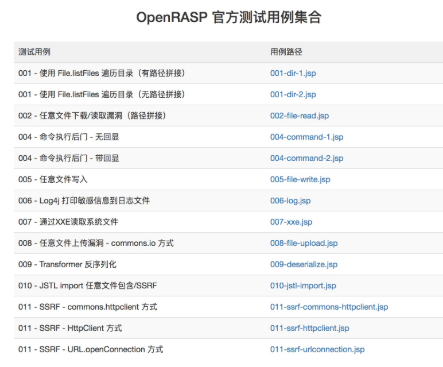 OpenRASP 官方测试用例集合
测试用例 用例路径
001 - 使用 File.listFiles 遍历目录（有路径拼接） 001-dir-1.jsp
001 - 使用 File.listFiles 遍历目录（无路径拼接） 001-dir-2.jsp
002 - 任意文件下载/读取漏洞（路径拼接） 002-file-read.jsp
004 - 命令执行后门 - 无回显 004-command-1.jsp
004 - 命令执行后门 - 带回显 004-command-2.jsp
005 - 任意文件写入 005-file-write.jsp
006 - Log4j 打印敏感信息到日志文件 006-log.jsp
007 - 通过XXE读取系统文件 007-xxe.jsp
008 - 任意文件上传漏洞 - commons.io 方式 008-file-upload.jsp
009 - Transformer 反序列化 009-deserialize.jsp
010 - JSTL import 任意文件包含/SSRF 010-jstl-import.jsp
011 - SSRF - commons.httpclient 方式 011-ssrf-commons-httpclient.jsp
011 - SSRF - HttpClient 方式 011-ssrf-httpclient.jsp
011 - SSRF - URL.openConnection 方式 011-ssrf-urlconnection.jsp